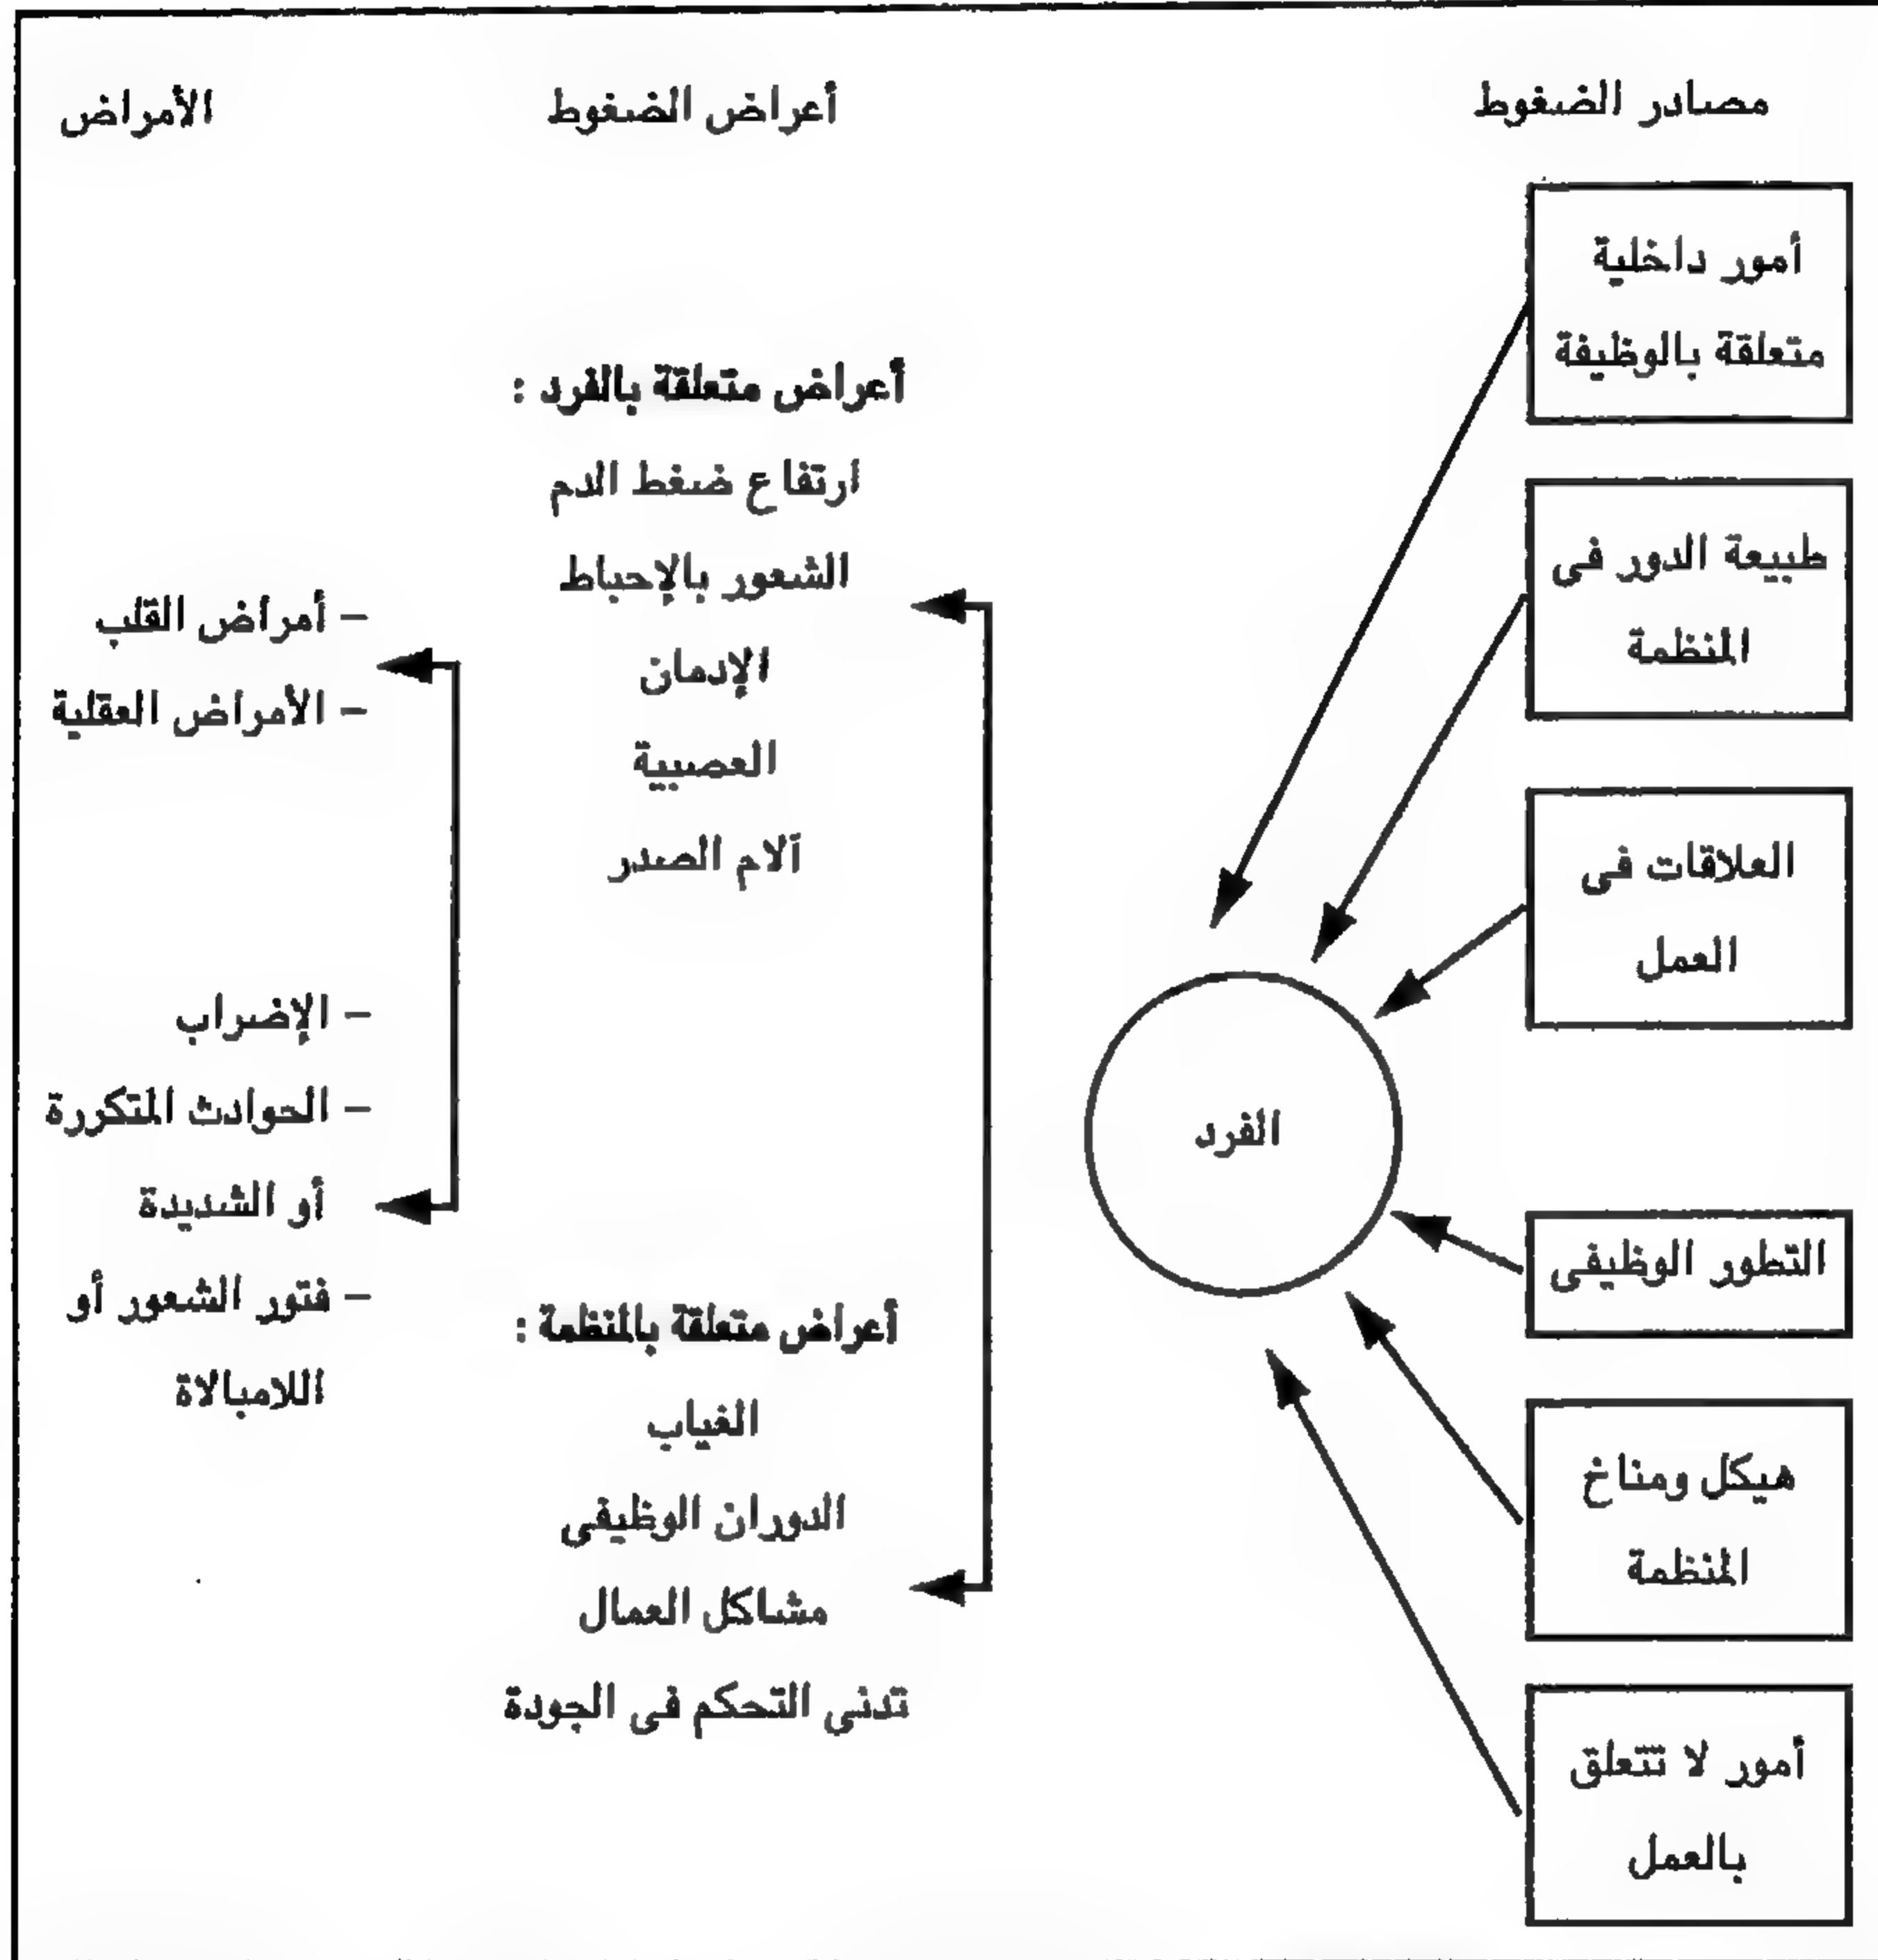 مصادر الضغوط
أعراض الضغوط
الأمراض
أمور داخلية
متعلقة بالوظيفة
طبيعة الدور فى
المنظمة
العلاقات فى
العمل
التطور الوظيفى
هيكل ومناخ
المنظمة
أمور لا تتعلق
بالعمل
الفرد
أعراض متعلقة بالفرد :
ارتفاع ضغط الدم
الشعور بالإحباط
الإدمان
العصبية
آلام الصدر
أعراض متعلقة بالمنظمة :
الغياب
الدوران الوظيفى
مشاكل العمال
تدني التحكم فى الجودة
– أمراض القلب
– الأمراض العقلية
– الإضراب
– الحوادث المتكررة
أو الشديدة
– فتور الشعور أو
اللامبالاة